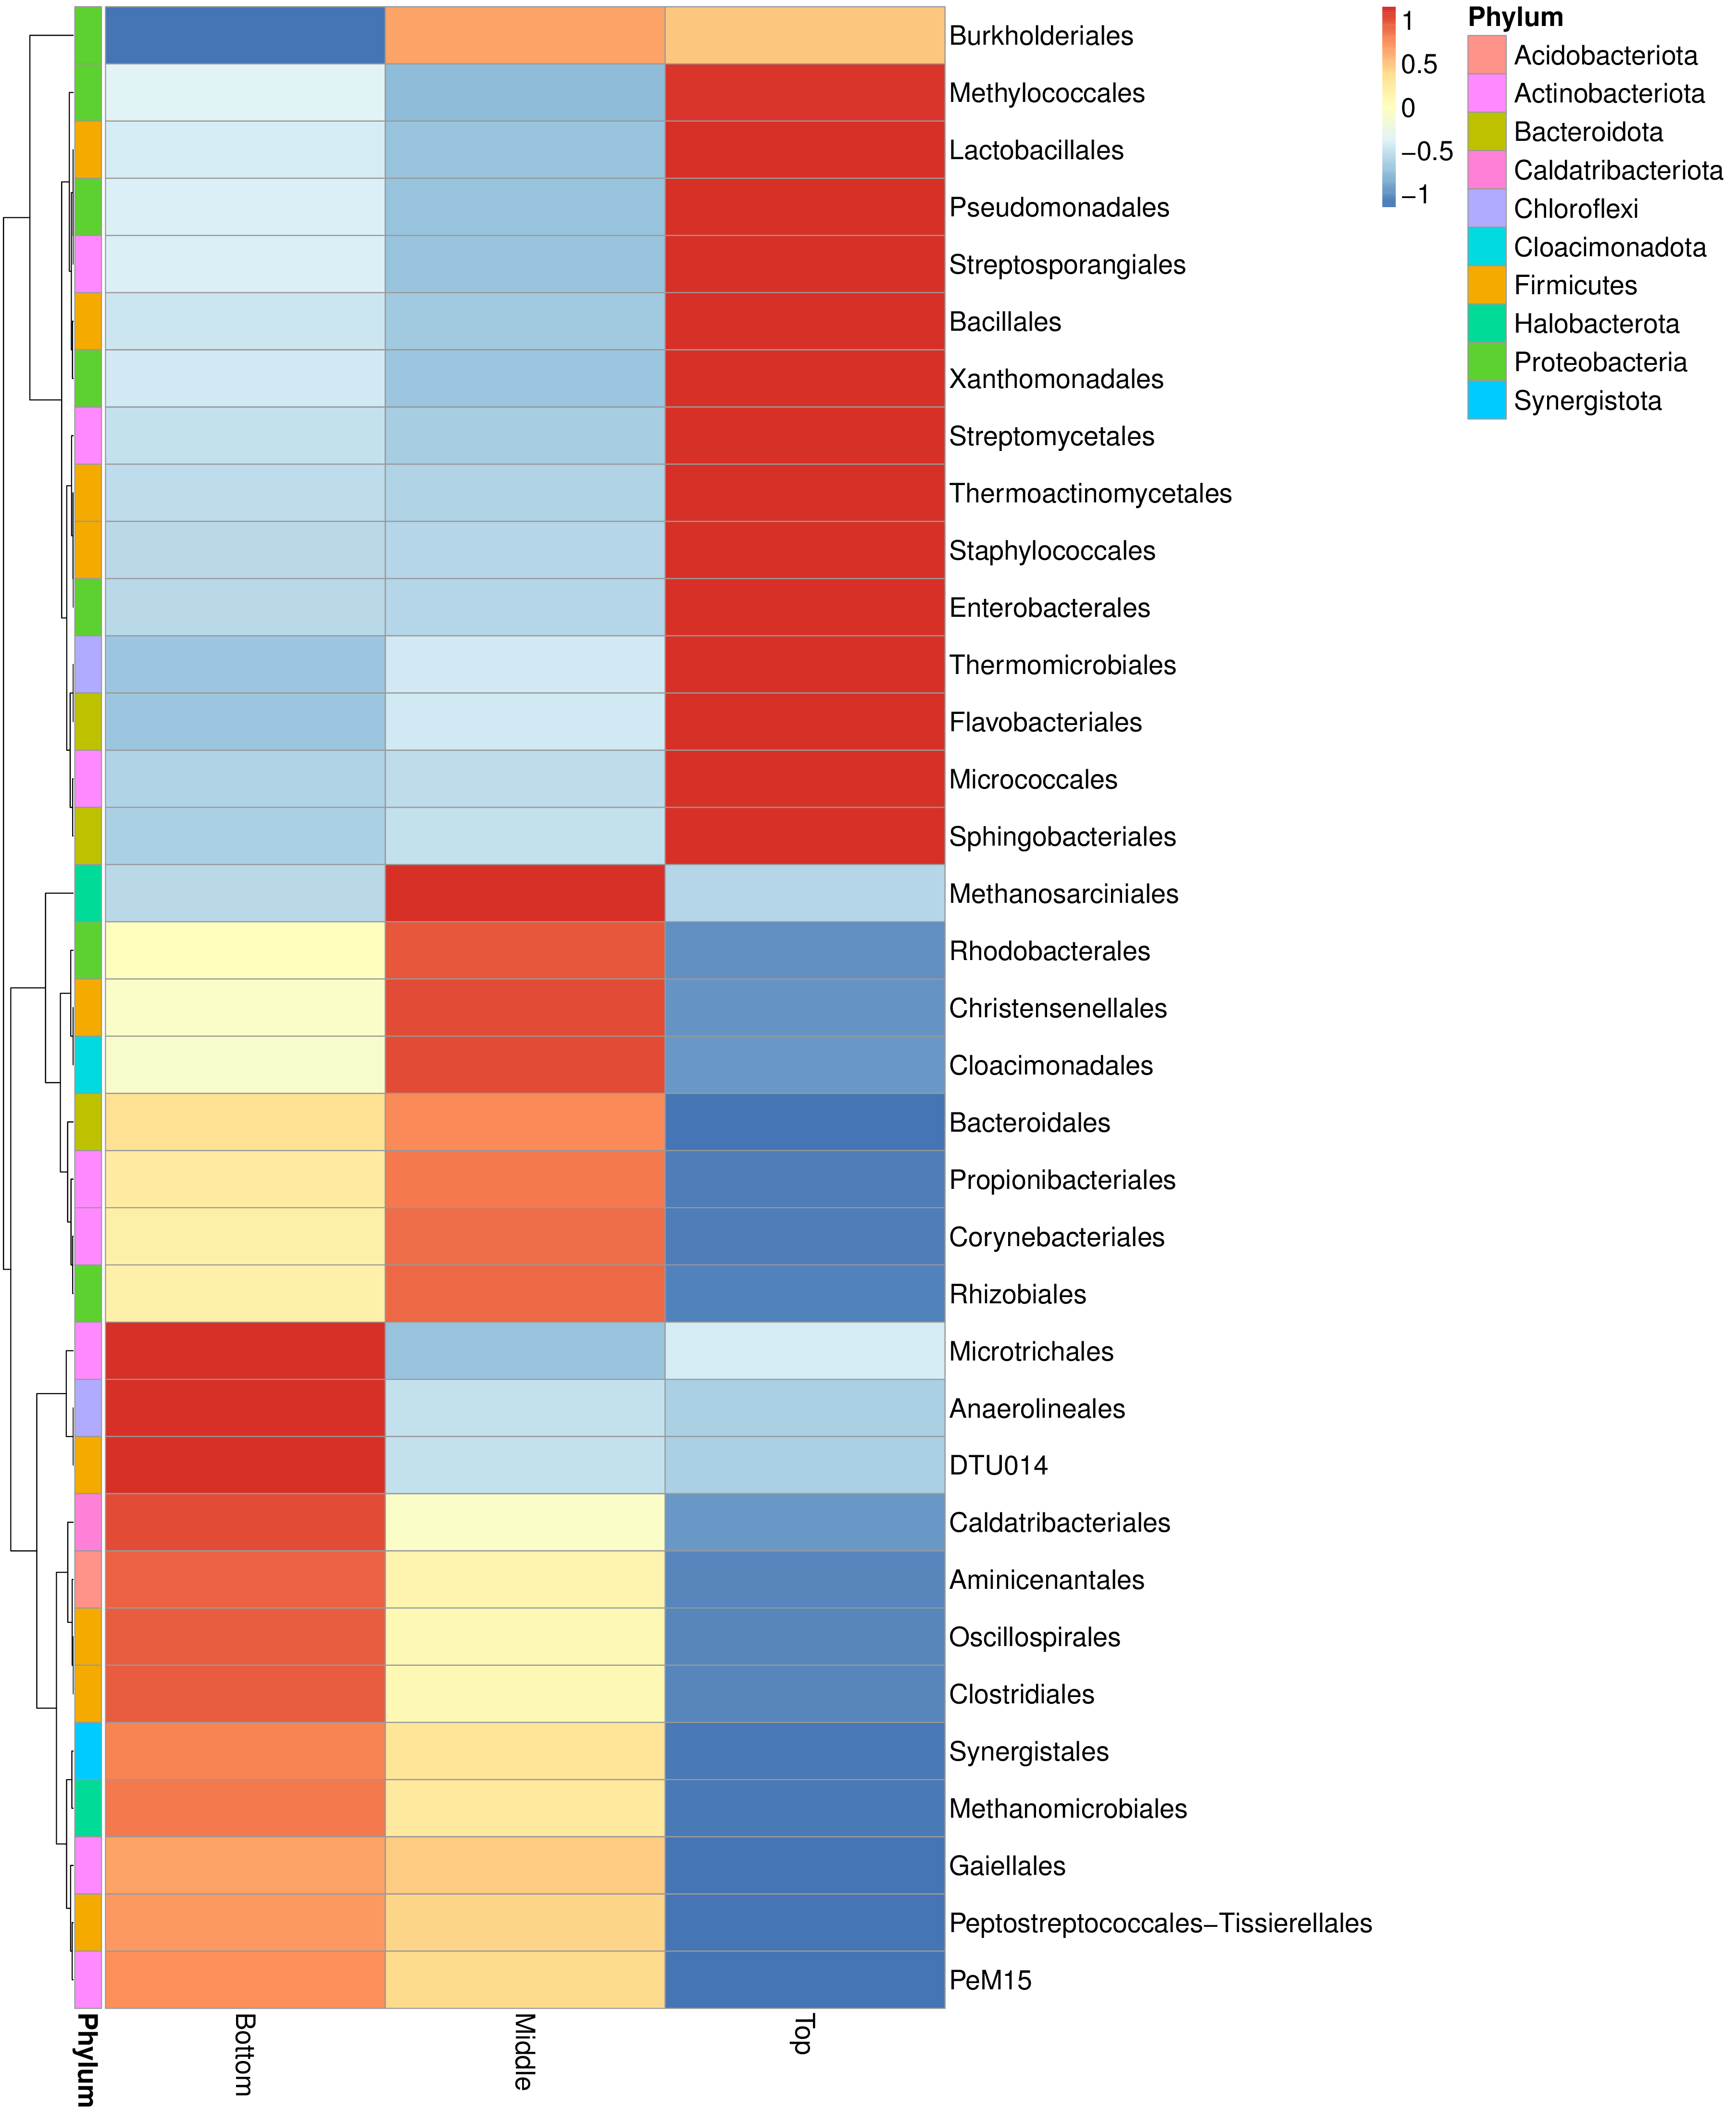 Burkholderiales
Methylococcales
Lactobacillales
Pseudomonadales
Streptosporangiales
Bacillales
Xanthomonadales
Streptomycetales
Thermoactinomycetales
Staphylococcales
Enterobacterales
Thermomicrobiales
Flavobacteriales
Micrococcales
Sphingobacteriales
Methanosarciniales
Rhodobacterales
Christensenellales
Cloacimonadales
Bacteroidales
Propionibacteriales
Corynebacteriales
Rhizobiales
Microtrichales
Anaerolineales
DTU014
Caldatribacteriales
Aminicenantales
Oscillospirales
Clostridiales
Synergistales
Methanomicrobiales
Gaiellales
Peptostreptococcales−Tissierellales
PeM15
Phylum
Bottom
Middle
Top
1
0.5
0
−0.5
−1
Phylum
Acidobacteriota
Actinobacteriota
Bacteroidota
Caldatribacteriota
Chloroflexi
Cloacimonadota
Firmicutes
Halobacterota
Proteobacteria
Synergistota